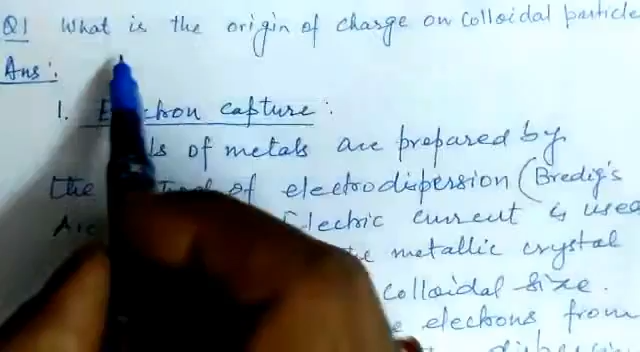 Q1 What is the origin of charge on colloidal particle
Ans:
1. Electron capture:
of metals are prepared by
the of electrodispersion (Bredig's
Arc Electric current is used
metallic crystal
colloidal size.
electrons from